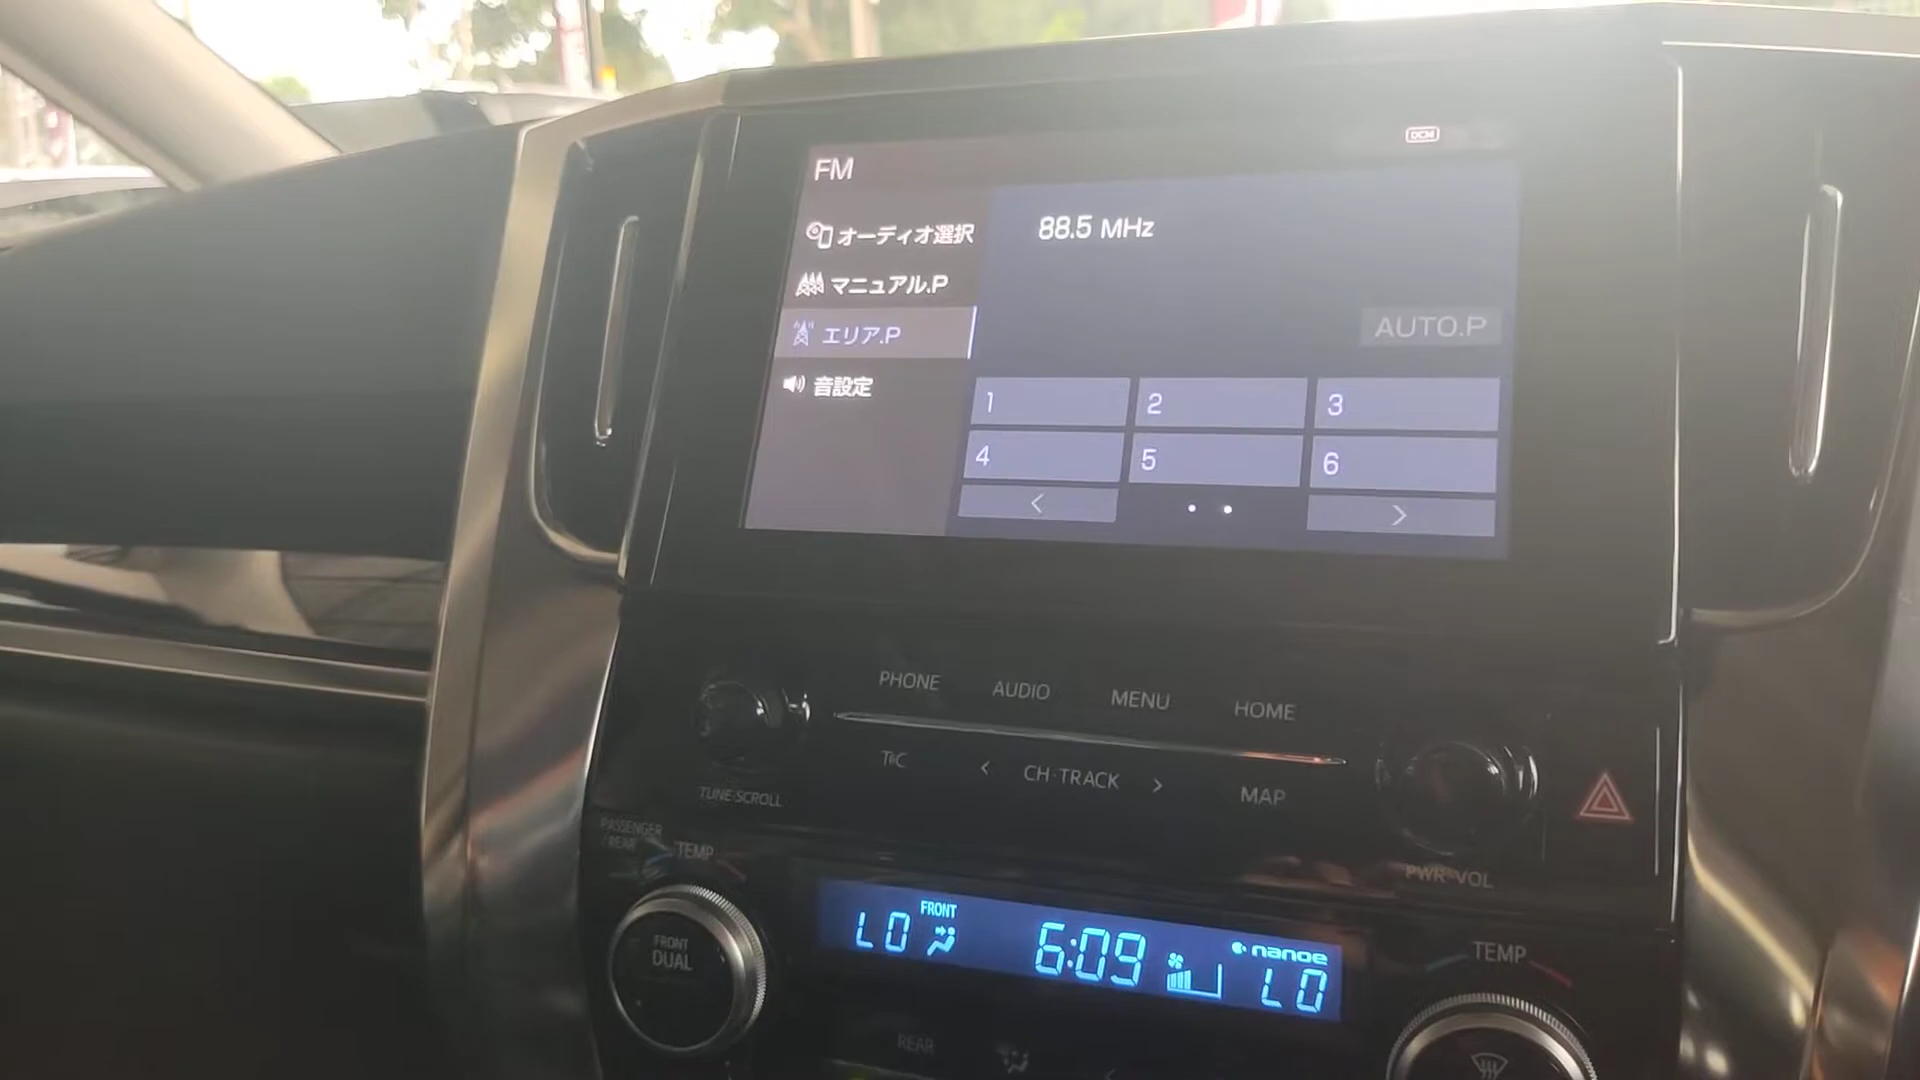 DCM
FM
オーディオ選択
88.5 MHz
マニュアル.P
エリア.P
AUTO.P
音設定
1 2 3
4 5 6
< >
PHONE AUDIO MENU HOME
T&C < CH·TRACK > MAP
TUNE·SCROLL
PWR·VOL
PASSENGER
/REAR
TEMP
FRONT
DUAL
LO FRONT 6:09 nanoe LO
TEMP
REAR